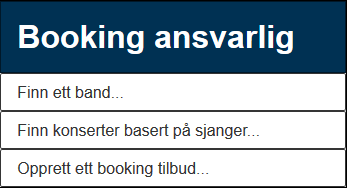 Booking ansvarlig
Finn ett band...
Finn konserter basert på sjanger...
Opprett ett booking tilbud...